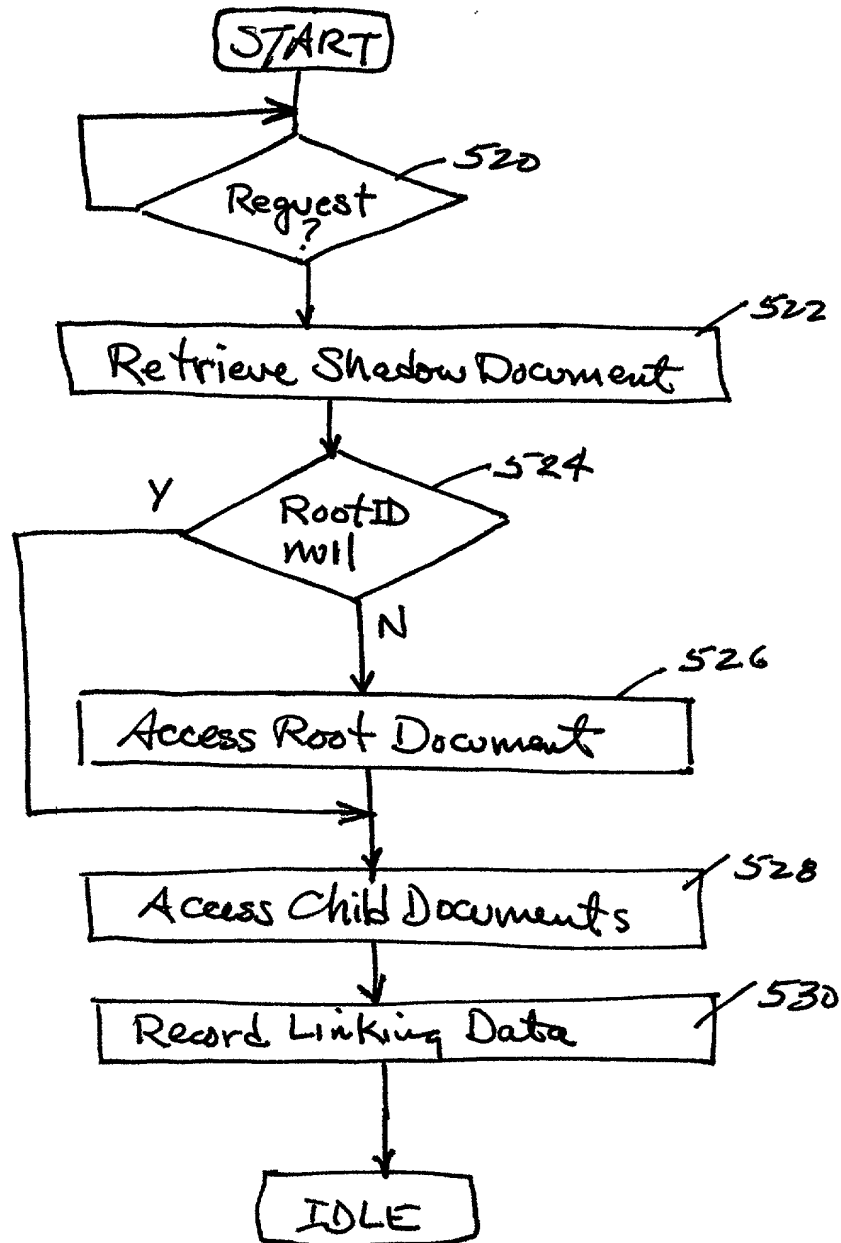 START
520
Request
?
522
Retrieve Shadow Document
524
Y
RootID
null
N
526
Access Root Document
528
Access Child Documents
530
Record Linking Data
IDLE